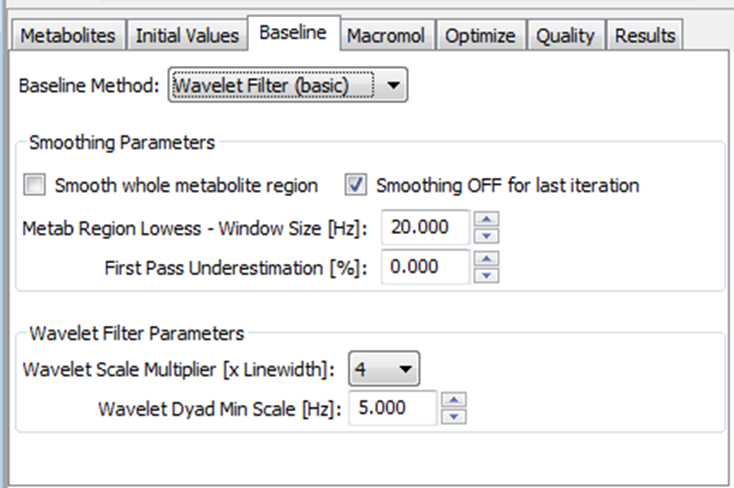 Metabolites Initial Values Baseline Macromol Optimize Quality Results
Baseline Method: Wavelet Filter (basic)
Smoothing Parameters
Smooth whole metabolite region Smoothing OFF for last iteration
Metab Region Lowess - Window Size [Hz]: 20.000
First Pass Underestimation [%]: 0.000
Wavelet Filter Parameters
Wavelet Scale Multiplier [x Linewidth]: 4
Wavelet Dyad Min Scale [Hz]: 5.000